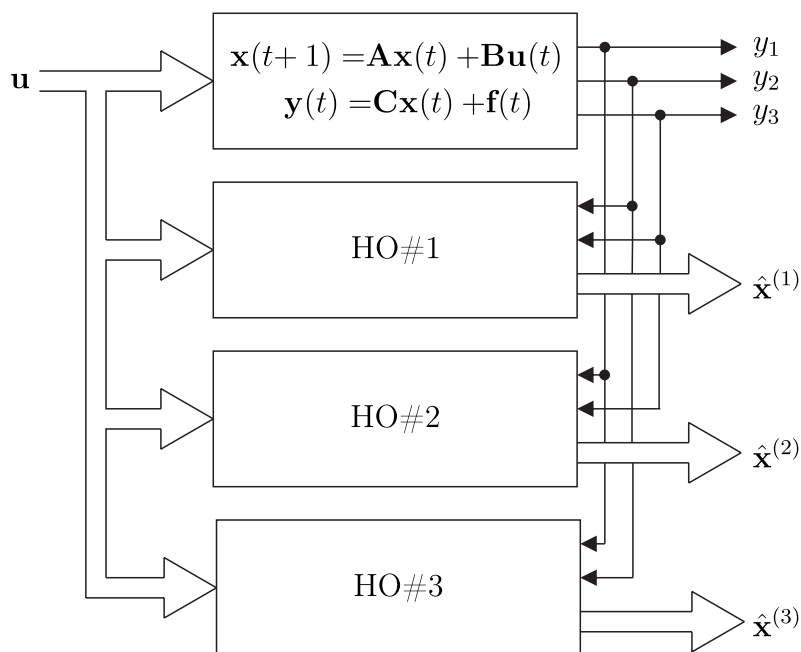 u
x(t+ 1) =Ax(t) +Bu(t)
y(t) =Cx(t) +f(t)
y₁
y₂
y₃
HO#1
x̂⁽¹⁾
HO#2
x̂⁽²⁾
HO#3
x̂⁽³⁾